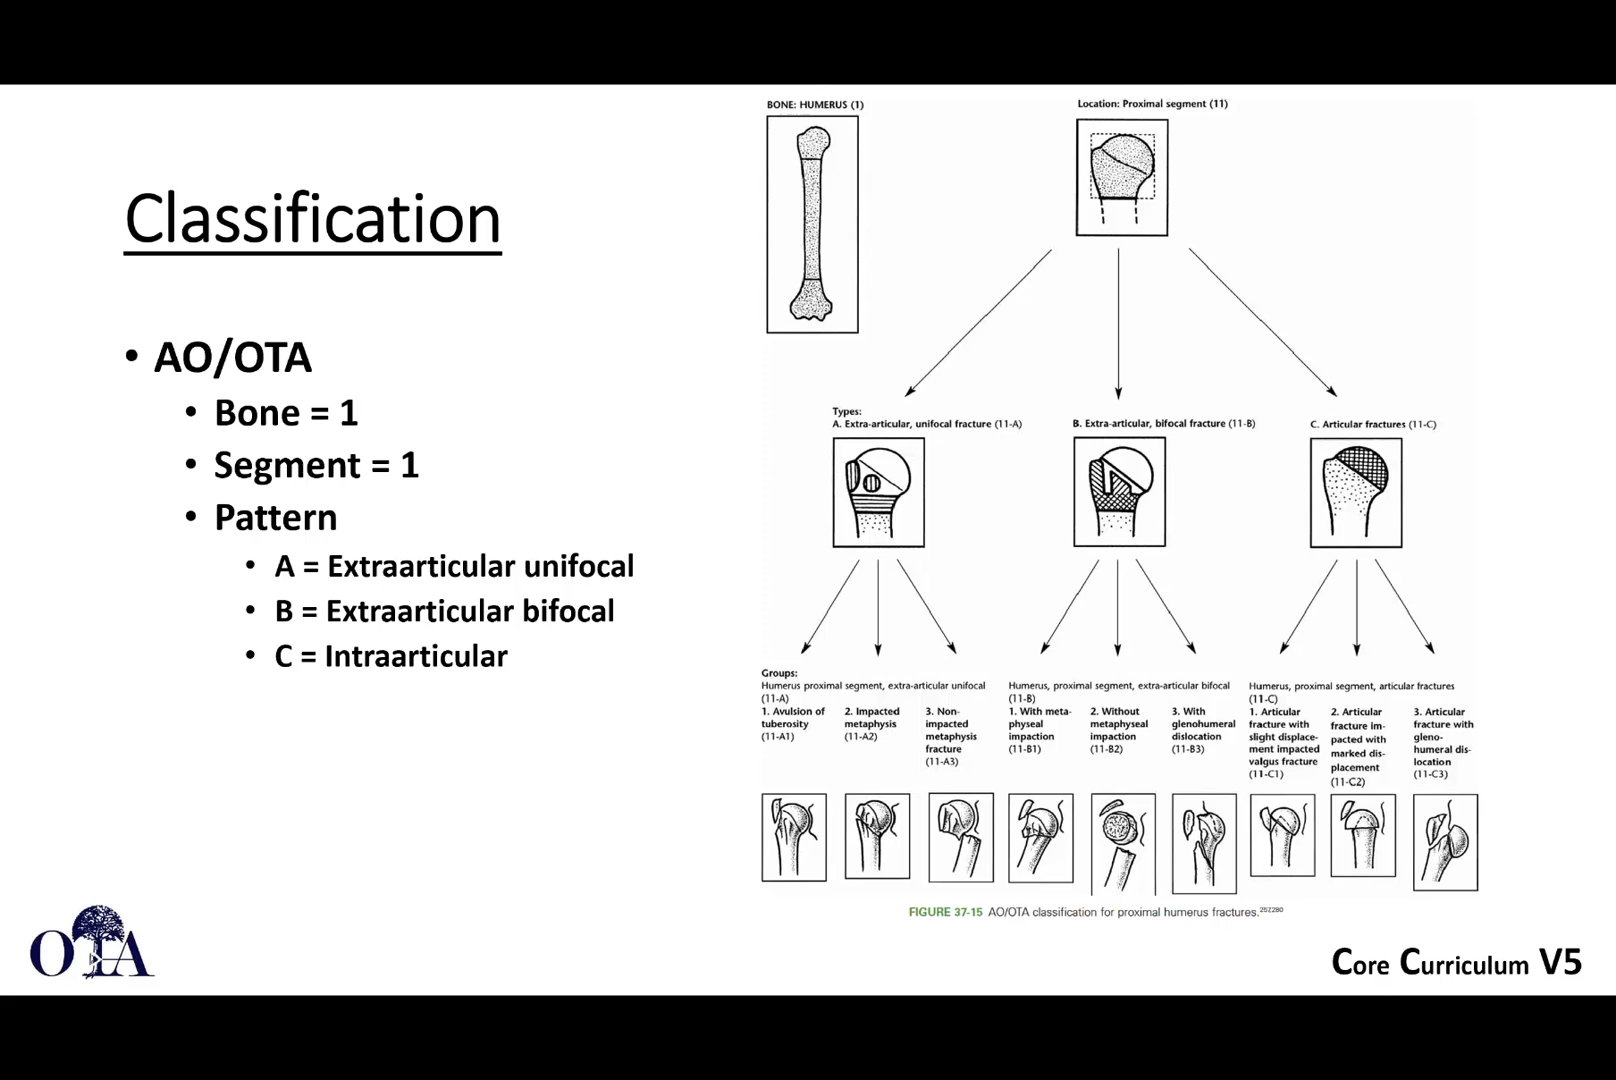 Classification
• AO/OTA
• Bone = 1
• Segment = 1
• Pattern
• A = Extraarticular unifocal
• B = Extraarticular bifocal
• C = Intraarticular
BONE: HUMERUS (1)
Location: Proximal segment (11)
Types:
A. Extra-articular, unifocal fracture (11-A)
B. Extra-articular, bifocal fracture (11-B)
C. Articular fractures (11-C)
Groups:
Humerus proximal segment, extra-articular unifocal
(11-A)
1. Avulsion of
tuberosity
(11-A1)
2. Impacted
metaphysis
(11-A2)
3. Non-
impacted
metaphysis
fracture
(11-A3)
Humerus, proximal segment, extra-articular bifocal
(11-B)
1. With meta-
physeal
impaction
(11-B1)
2. Without
metaphyseal
impaction
(11-B2)
3. With
glenohumeral
dislocation
(11-B3)
Humerus, proximal segment, articular fractures
(11-C)
1. Articular
fracture with
slight displace-
ment impacted
valgus fracture
(11-C1)
2. Articular
fracture im-
pacted with
marked dis-
placement
(11-C2)
3. Articular
fracture with
gleno-
humeral dis-
location
(11-C3)
FIGURE 37-15 AO/OTA classification for proximal humerus fractures.257,280
OTA
Core Curriculum V5